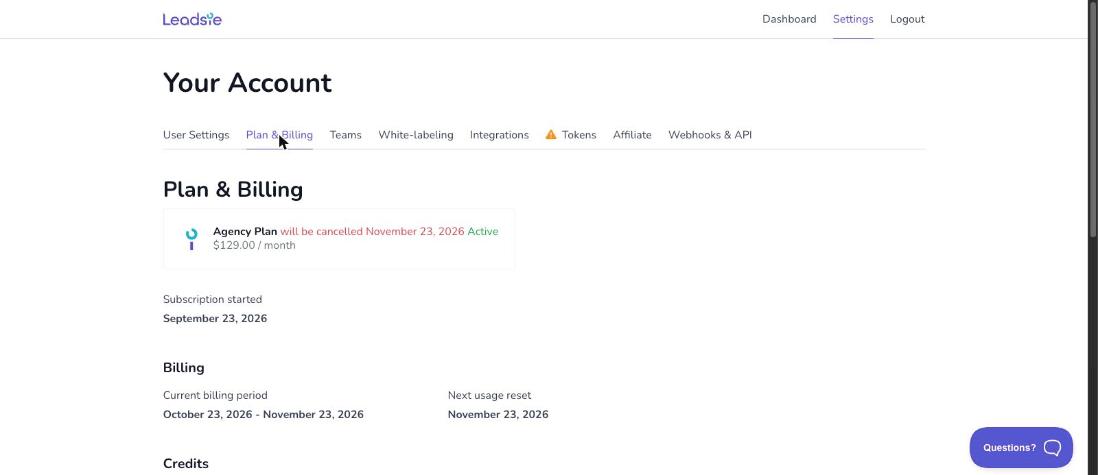 Leadsie
Dashboard
Settings
Logout
Your Account
User Settings
Plan & Billing
Teams
White-labeling
Integrations
Tokens
Affiliate
Webhooks & API
Plan & Billing
Agency Plan will be cancelled November 23, 2026 Active
$129.00 / month
Subscription started
September 23, 2026
Billing
Current billing period
October 23, 2026 - November 23, 2026
Next usage reset
November 23, 2026
Credits
Questions?